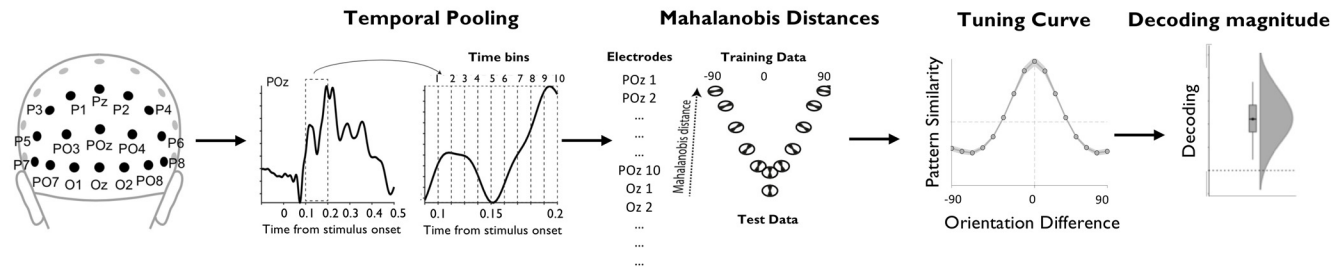 Temporal Pooling
Mahalanobis Distances
Tuning Curve
Decoding magnitude
P3 P1 Pz P2 P4
P5 PO3 POz PO4 P6
P7 PO7 O1 Oz O2 PO8 P8
POz
0 0.1 0.2 0.3 0.4 0.5
Time from stimulus onset
Time bins
1 2 3 4 5 6 7 8 9 10
0.1 0.15 0.2
Time from stimulus onset
Electrodes
POz 1
POz 2
...
...
...
POz 10
Oz 1
Oz 2
...
...
...
Training Data
-90 0 90
Mahalanobis distance
Test Data
Pattern Similarity
-90 0 90
Orientation Difference
Decoding